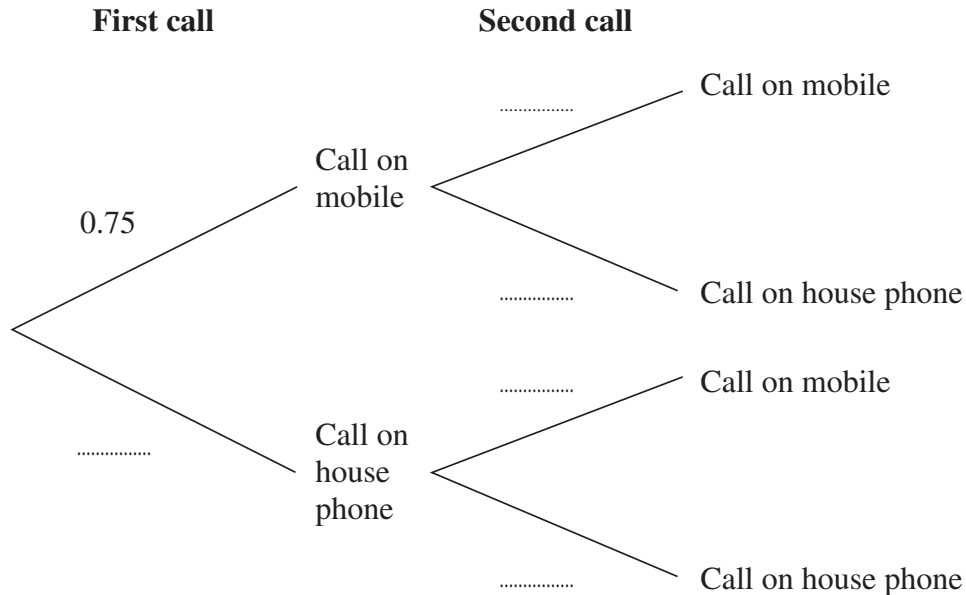 First call
Second call
Call on mobile
................
Call on
mobile
0.75
................
Call on house phone
................
Call on mobile
................
Call on
house
phone
................
Call on house phone